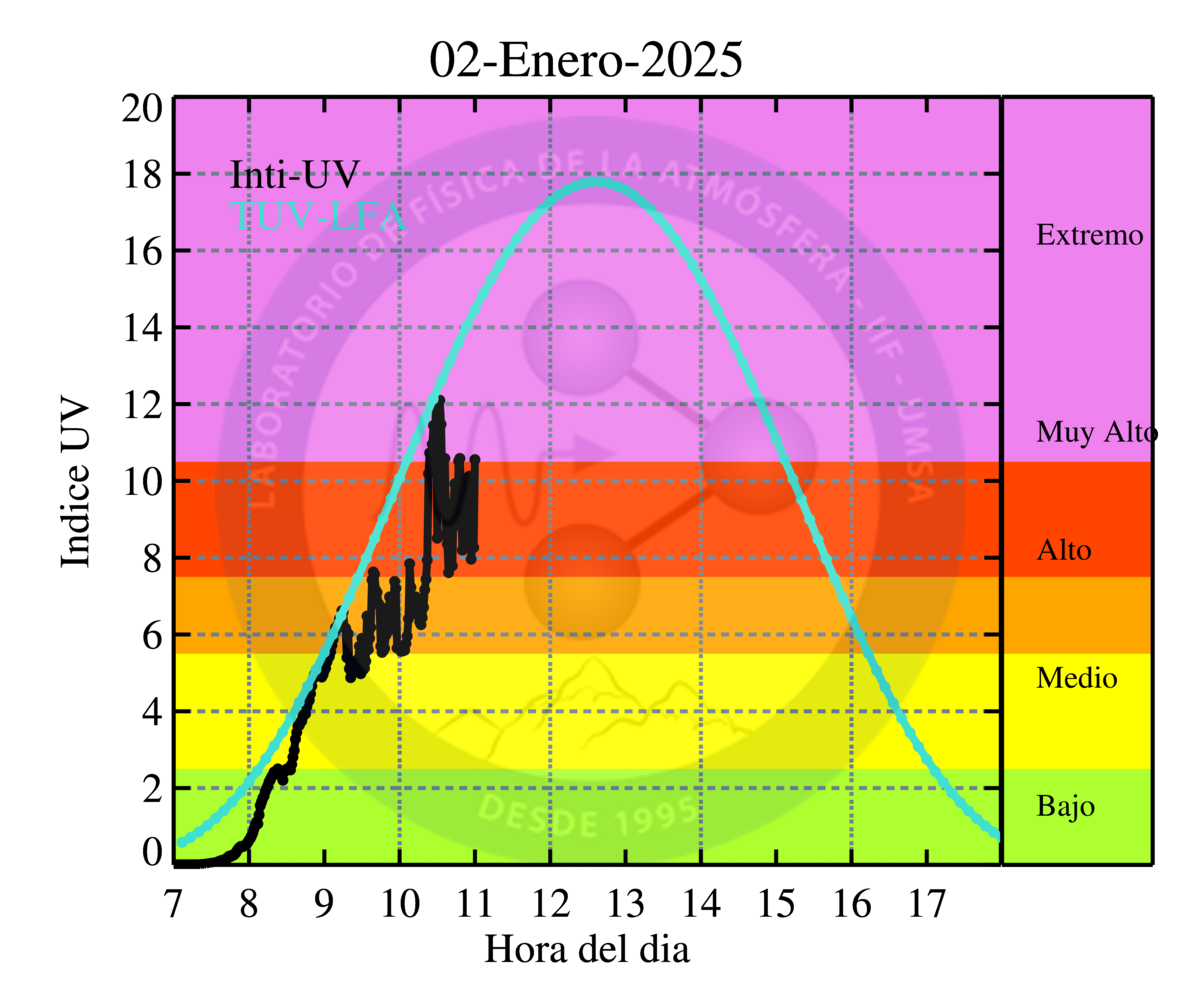 02-Enero-2025
20
18
16
14
12
10
8
6
4
2
0
Indice UV
Inti-UV
TUV-LFA
LABORATORIO DE FÍSICA DE LA ATMÓSFERA - IIF - UMSA
DESDE 1995
Extremo
Muy Alto
Alto
Medio
Bajo
7 8 9 10 11 12 13 14 15 16 17
Hora del dia